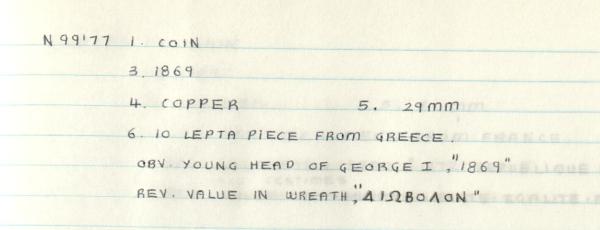 N 99'77 1. COIN
3. 1869
4. COPPER 5. 29mm
6. 10 LEPTA PIECE FROM GREECE.
OBV. YOUNG HEAD OF GEORGE I, "1869"
REV. VALUE IN WREATH, "ΔΙΩΒΟΛΟΝ"